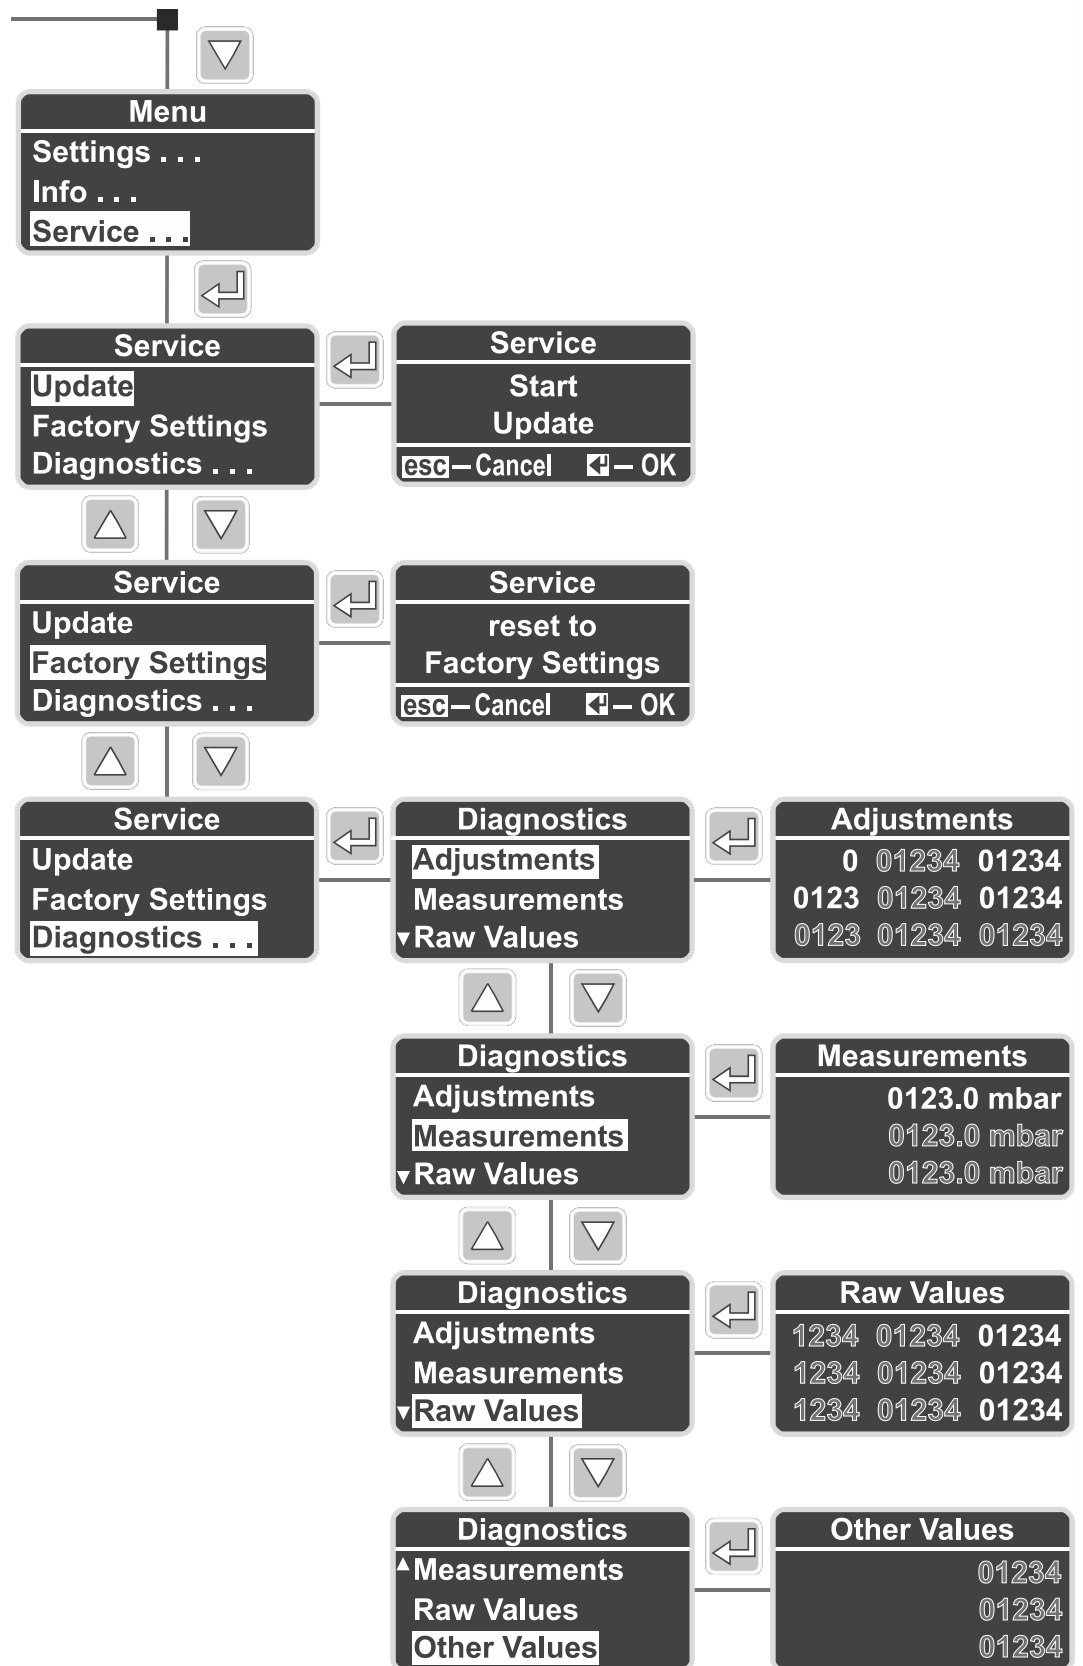 Menu
Settings . . .
Info . . .
Service . . .
Service
Update
Factory Settings
Diagnostics . . .
Service
Start
Update
esc – Cancel – OK
Service
Update
Factory Settings
Diagnostics . . .
Service
reset to
Factory Settings
esc – Cancel – OK
Service
Update
Factory Settings
Diagnostics . . .
Diagnostics
Adjustments
Measurements
Raw Values
Adjustments
0 01234 01234
0123 01234 01234
0123 01234 01234
Diagnostics
Adjustments
Measurements
Raw Values
Measurements
0123.0 mbar
0123.0 mbar
0123.0 mbar
Diagnostics
Adjustments
Measurements
Raw Values
Raw Values
1234 01234 01234
1234 01234 01234
1234 01234 01234
Diagnostics
Measurements
Raw Values
Other Values
Other Values
01234
01234
01234